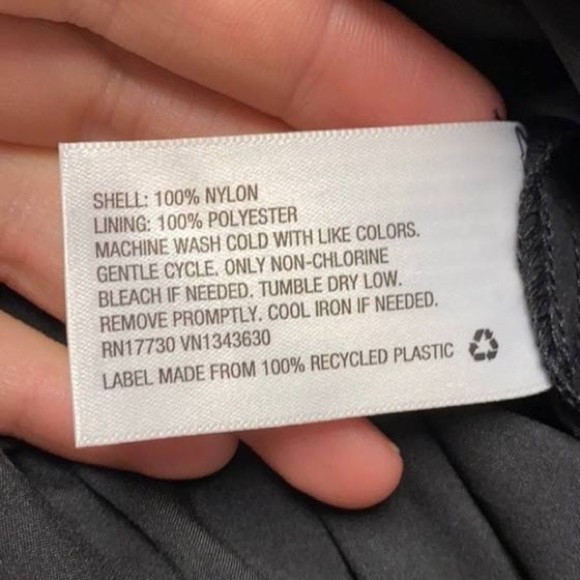 SHELL: 100% NYLON
LINING: 100% POLYESTER
MACHINE WASH COLD WITH LIKE COLORS.
GENTLE CYCLE. ONLY NON-CHLORINE
BLEACH IF NEEDED. TUMBLE DRY LOW.
REMOVE PROMPTLY. COOL IRON IF NEEDED.
RN17730 VN1343630
LABEL MADE FROM 100% RECYCLED PLASTIC